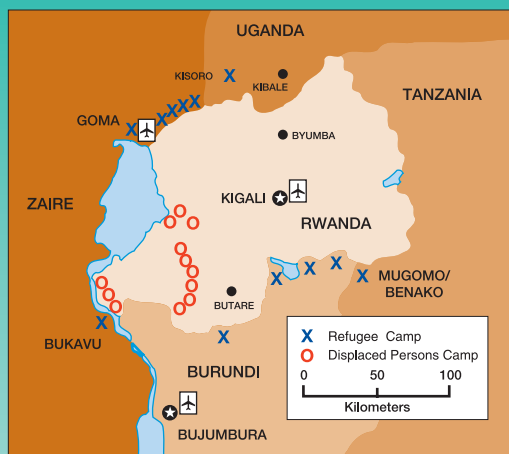 UGANDA
KISORO X
KIBALE
TANZANIA
X X X X
GOMA X
BYUMBA
ZAIRE
KIGALI
RWANDA
O O O
O O O O O O
O O O
X X X X
MUGOMO/
BENAKO
BUTARE
X
BUKAVU
X
BURUNDI
BUJUMBURA
X Refugee Camp
O Displaced Persons Camp
0 50 100
Kilometers